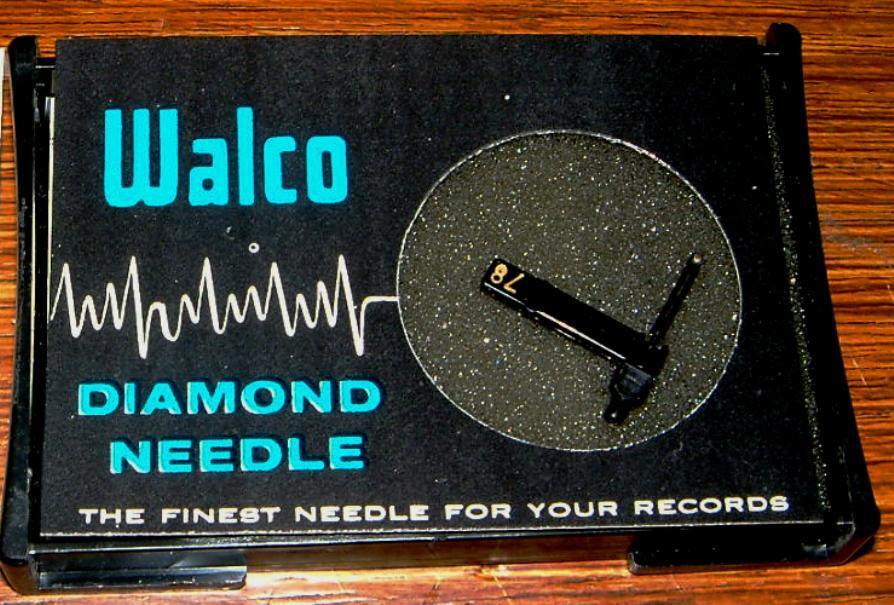 Walco
78
DIAMOND
NEEDLE
THE FINEST NEEDLE FOR YOUR RECORDS